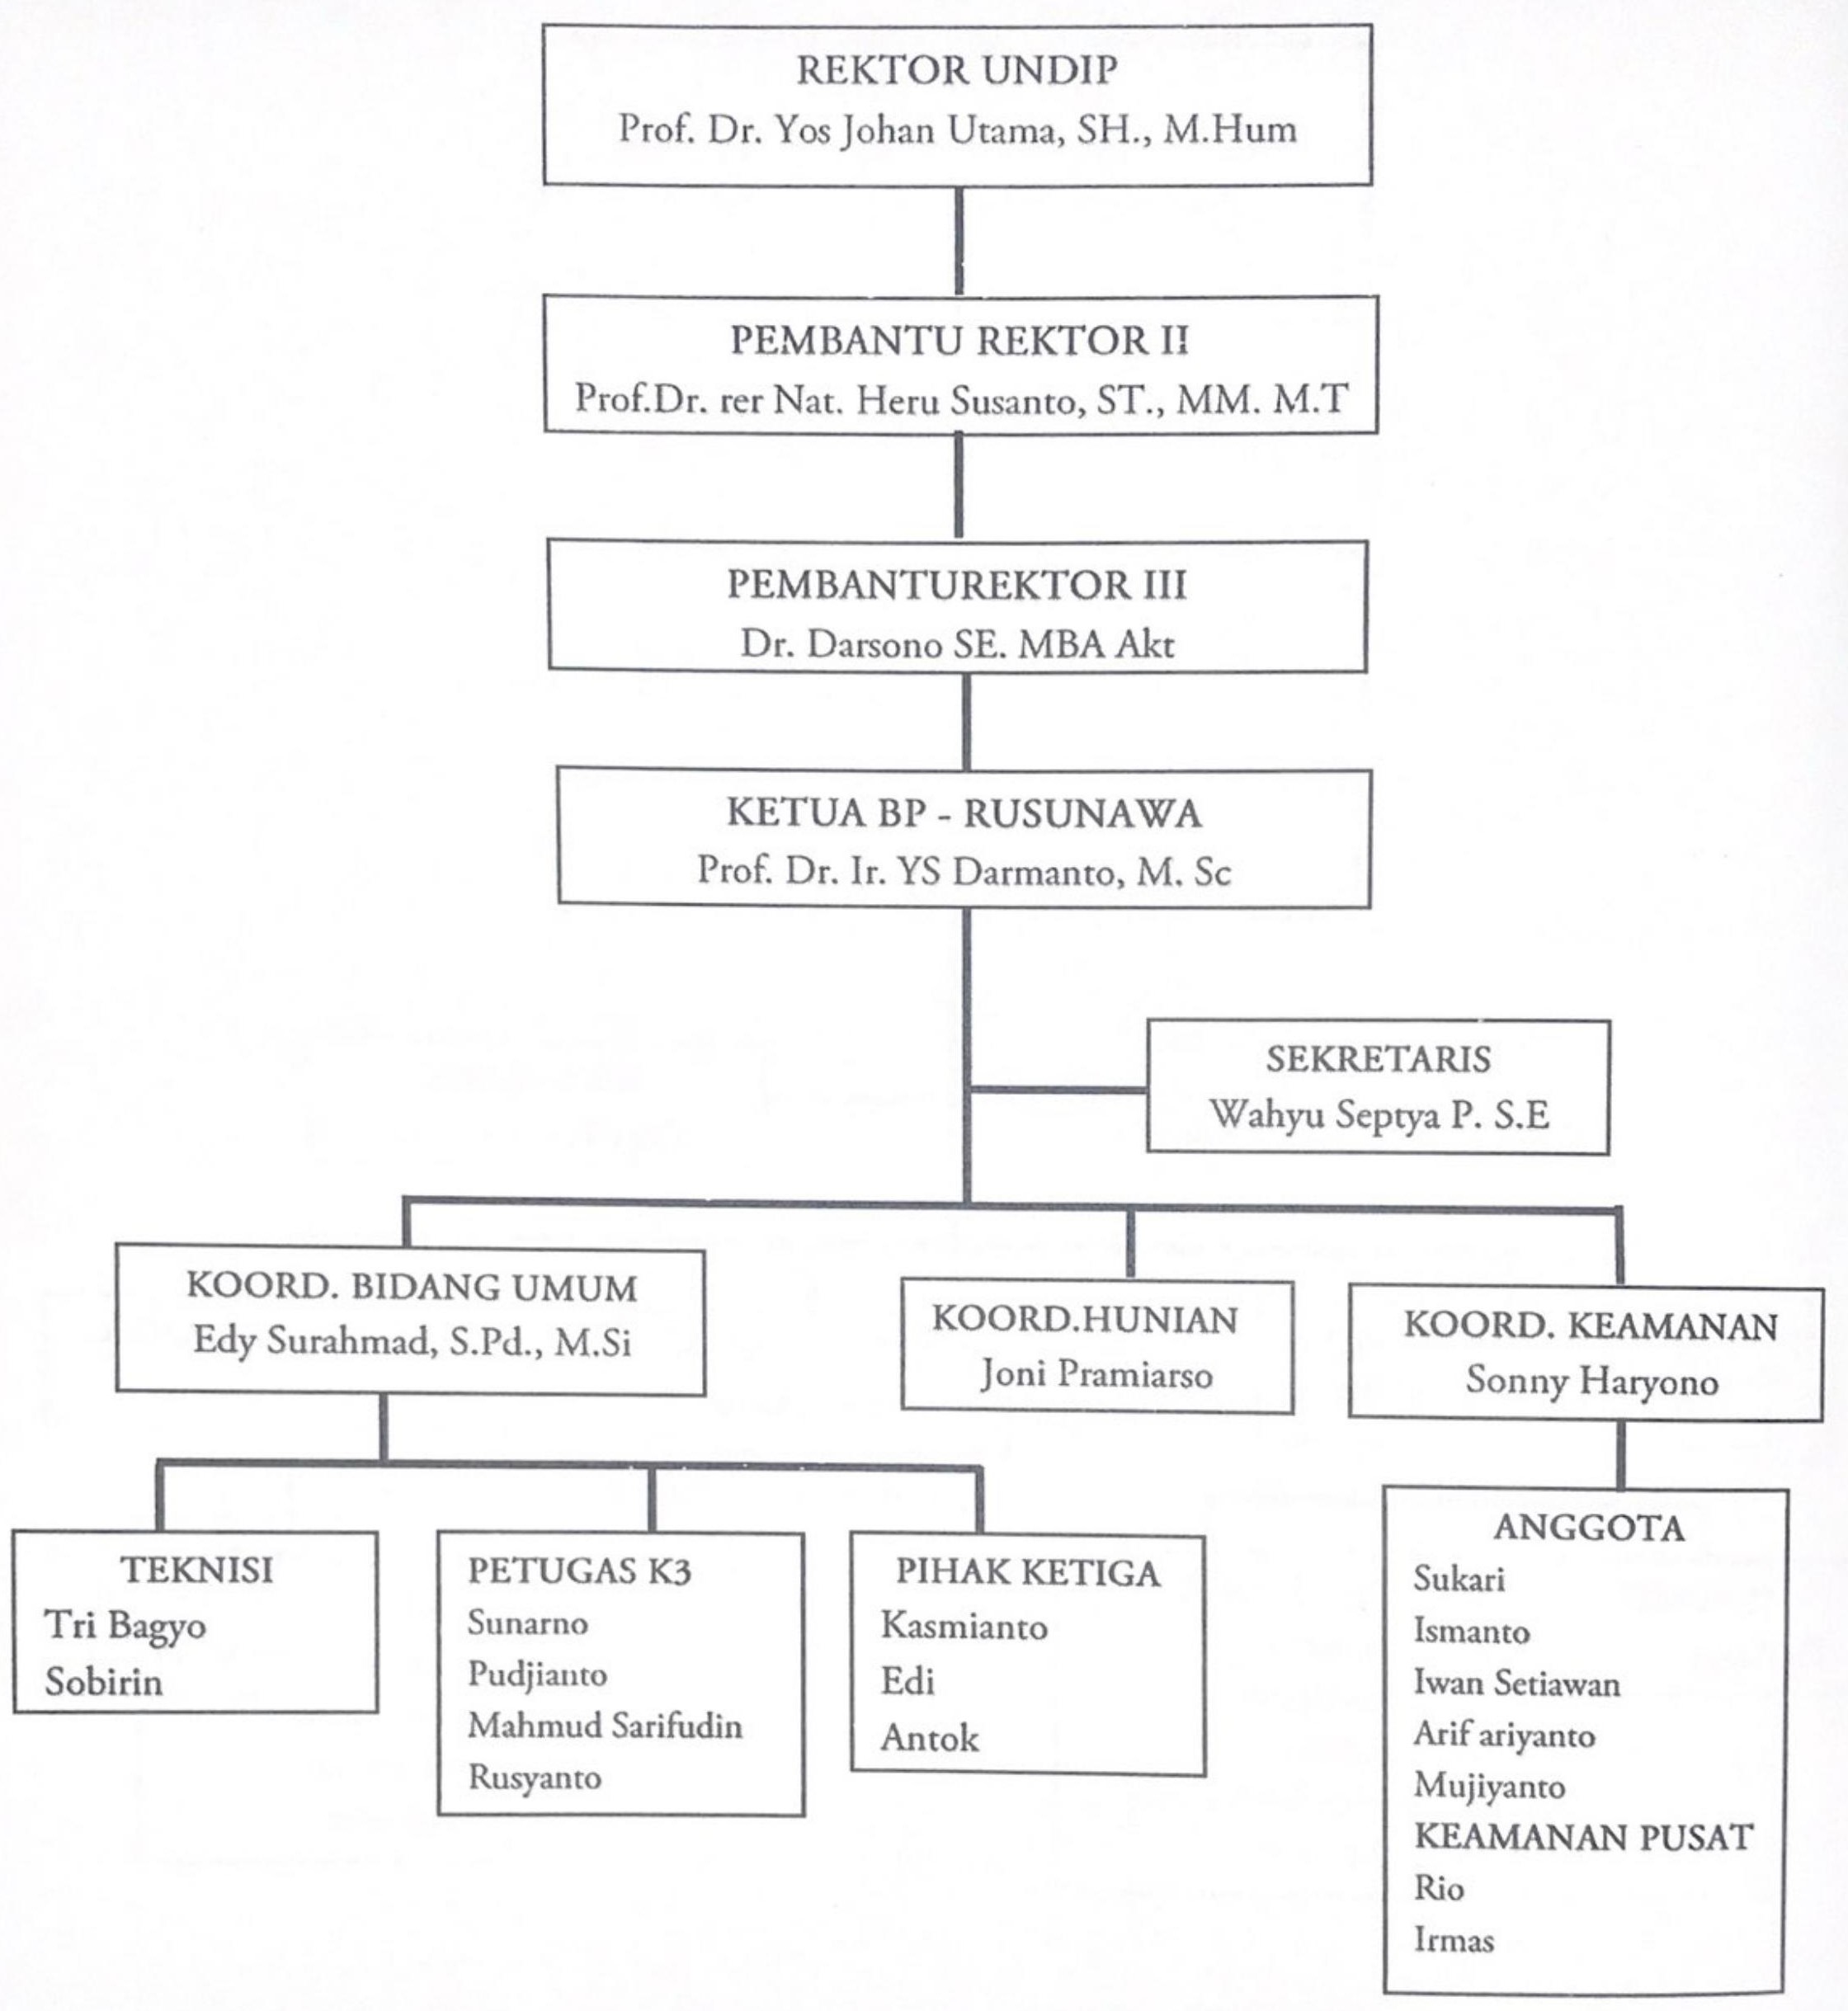 REKTOR UNDIP
Prof. Dr. Yos Johan Utama, SH., M.Hum
PEMBANTU REKTOR II
Prof.Dr. rer Nat. Heru Susanto, ST., MM. M.T
PEMBANTUREKTOR III
Dr. Darsono SE. MBA Akt
KETUA BP - RUSUNAWA
Prof. Dr. Ir. YS Darmanto, M. Sc
SEKRETARIS
Wahyu Septya P. S.E
KOORD. BIDANG UMUM
Edy Surahmad, S.Pd., M.Si
KOORD.HUNIAN
Joni Pramiarso
KOORD. KEAMANAN
Sonny Haryono
TEKNISI
Tri Bagyo
Sobirin
PETUGAS K3
Sunarno
Pudjianto
Mahmud Sarifudin
Rusyanto
PIHAK KETIGA
Kasmianto
Edi
Antok
ANGGOTA
Sukari
Ismanto
Iwan Setiawan
Arif ariyanto
Mujiyanto
KEAMANAN PUSAT
Rio
Irmas